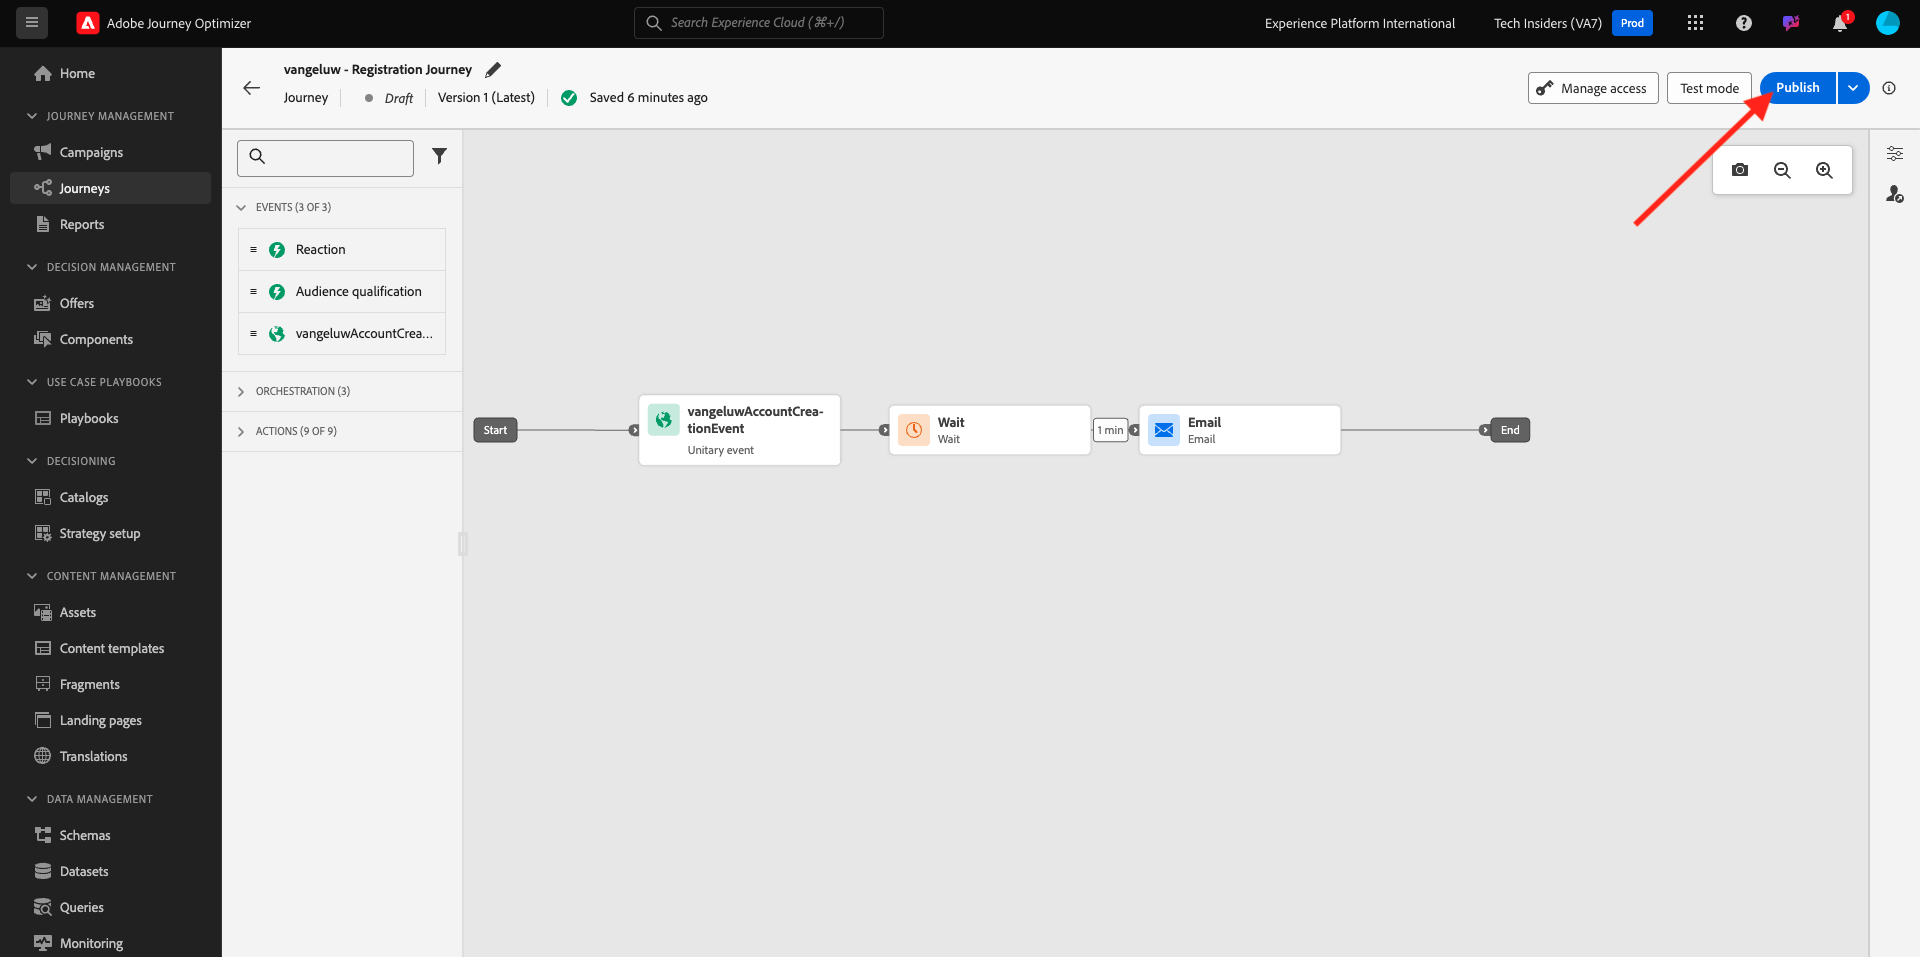 Adobe Journey Optimizer
Search Experience Cloud (⌘+/)
Experience Platform International
Tech Insiders (VA7)
Prod
1
Home
JOURNEY MANAGEMENT
Campaigns
Journeys
Reports
DECISION MANAGEMENT
Offers
Components
USE CASE PLAYBOOKS
Playbooks
DECISIONING
Catalogs
Strategy setup
CONTENT MANAGEMENT
Assets
Content templates
Fragments
Landing pages
Translations
DATA MANAGEMENT
Schemas
Datasets
Queries
Monitoring
vangeluw - Registration Journey
Journey
Draft
Version 1 (Latest)
Saved 6 minutes ago
Manage access
Test mode
Publish
EVENTS (3 OF 3)
Reaction
Audience qualification
vangeluwAccountCrea...
ORCHESTRATION (3)
ACTIONS (9 OF 9)
Start
vangeluwAccountCrea-
tionEvent
Unitary event
Wait
Wait
1 min
Email
Email
End